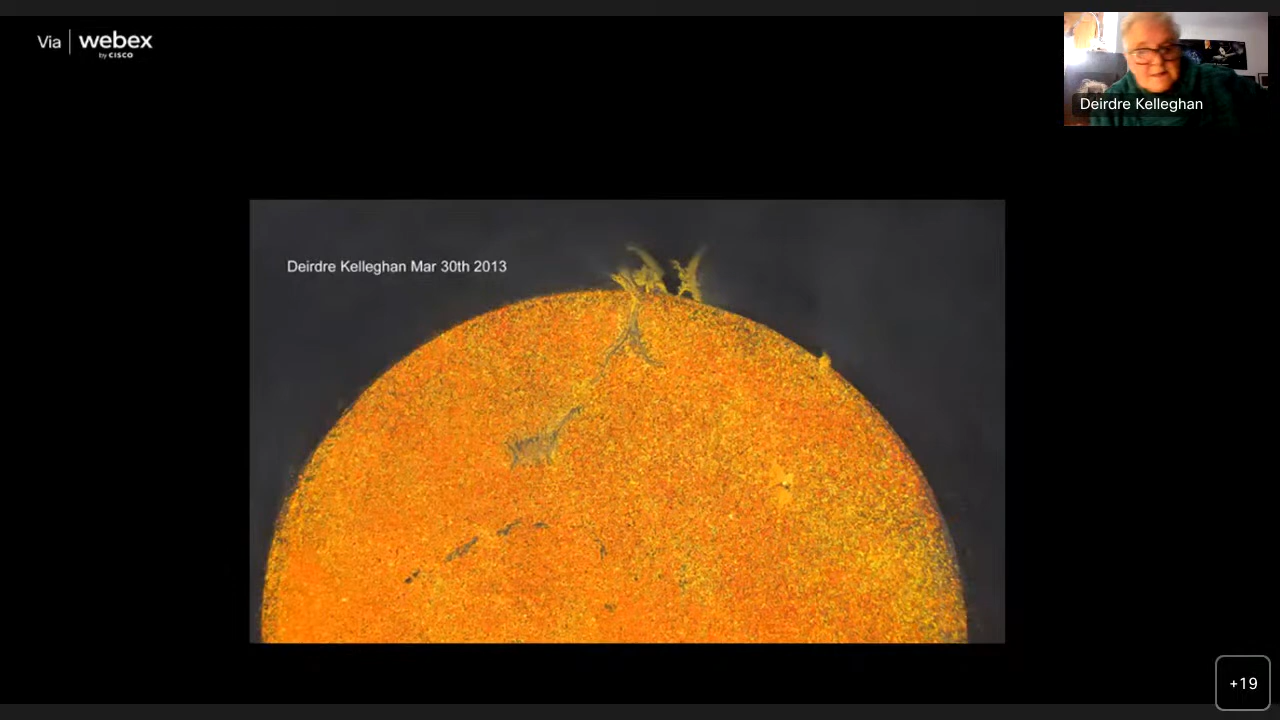 Via | webex
by CISCO
Deirdre Kelleghan
Deirdre Kelleghan Mar 30th 2013
+19